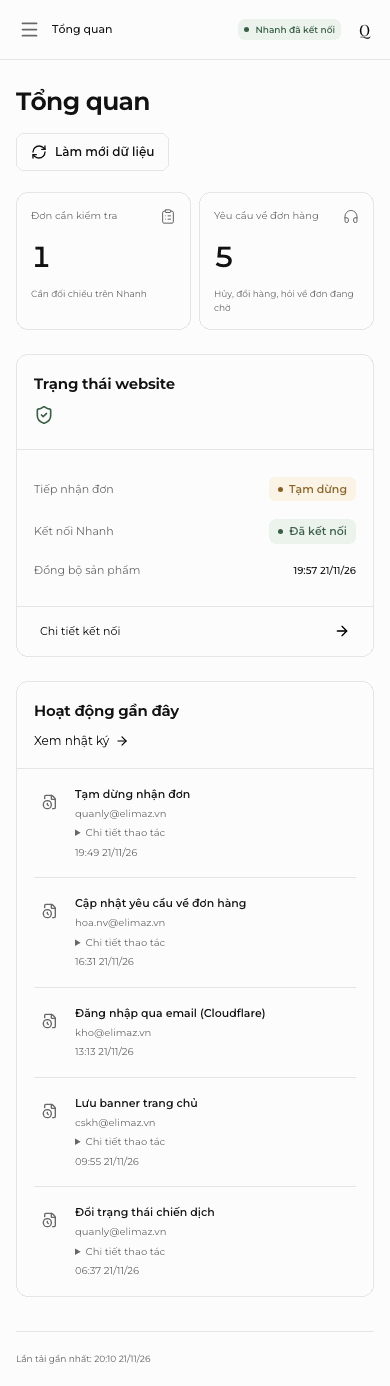 Tổng quan
Nhanh đã kết nối
Q
Tổng quan
Làm mới dữ liệu
Đơn cần kiểm tra
1
Cần đối chiếu trên Nhanh
Yêu cầu về đơn hàng
5
Hủy, đổi hàng, hỏi về đơn đang
chờ
Trạng thái website
Tiếp nhận đơn
Tạm dừng
Kết nối Nhanh
Đã kết nối
Đồng bộ sản phẩm
19:57 21/11/26
Chi tiết kết nối
Hoạt động gần đây
Xem nhật ký
Tạm dừng nhận đơn
quanly@elimaz.vn
Chi tiết thao tác
19:49 21/11/26
Cập nhật yêu cầu về đơn hàng
hoa.nv@elimaz.vn
Chi tiết thao tác
16:31 21/11/26
Đăng nhập qua email (Cloudflare)
kho@elimaz.vn
13:13 21/11/26
Lưu banner trang chủ
cskh@elimaz.vn
Chi tiết thao tác
09:55 21/11/26
Đổi trạng thái chiến dịch
quanly@elimaz.vn
Chi tiết thao tác
06:37 21/11/26
Lần tải gần nhất: 20:10 21/11/26